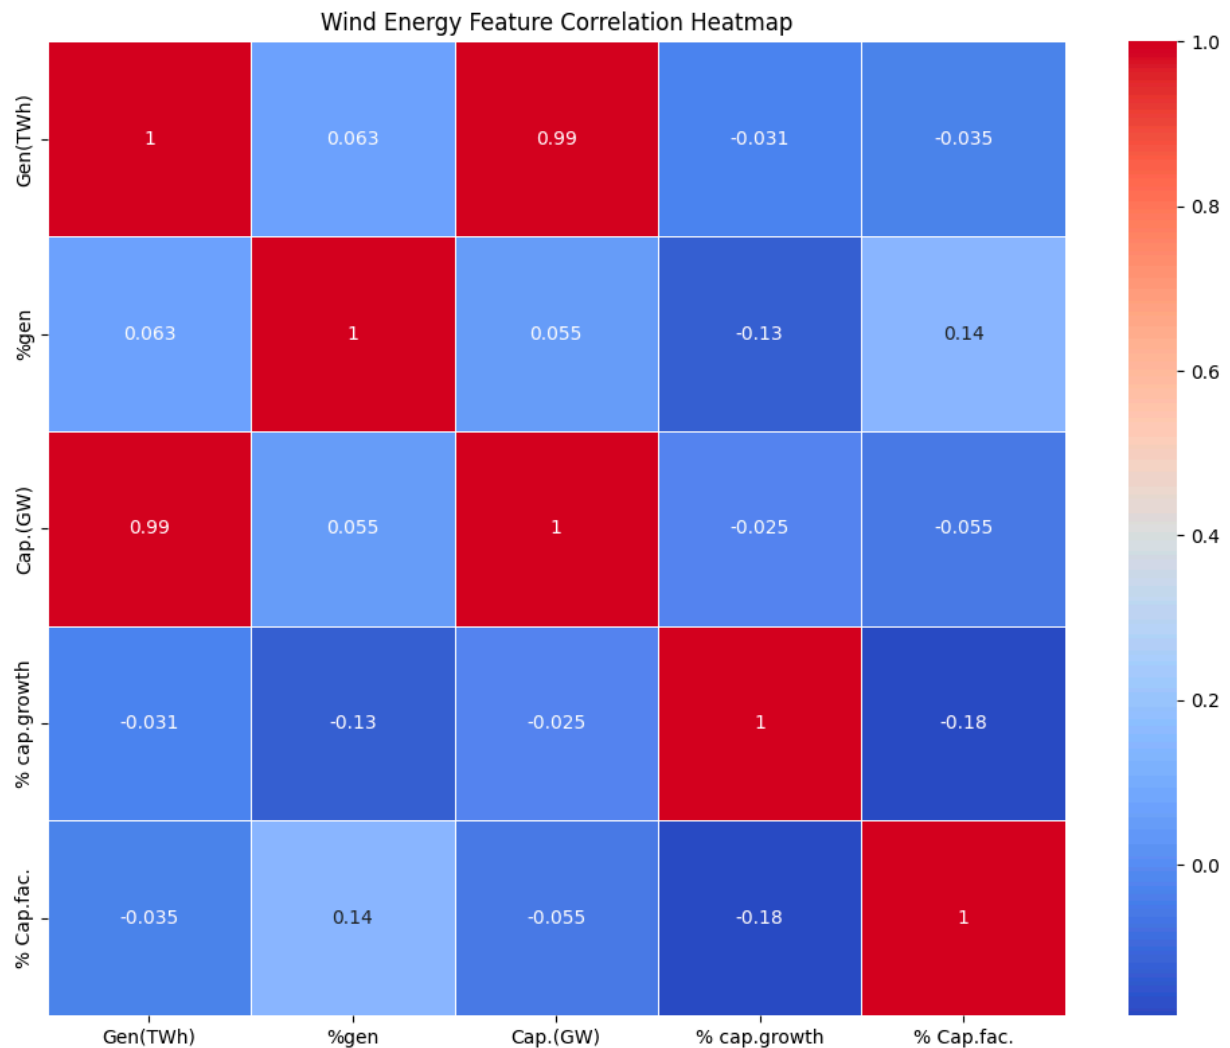 Wind Energy Feature Correlation Heatmap
Gen(TWh)
1
0.063
0.99
-0.031
-0.035
%gen
0.063
1
0.055
-0.13
0.14
Cap.(GW)
0.99
0.055
1
-0.025
-0.055
% cap.growth
-0.031
-0.13
-0.025
1
-0.18
% Cap.fac.
-0.035
0.14
-0.055
-0.18
1
Gen(TWh)
%gen
Cap.(GW)
% cap.growth
% Cap.fac.
1.0
0.8
0.6
0.4
0.2
0.0